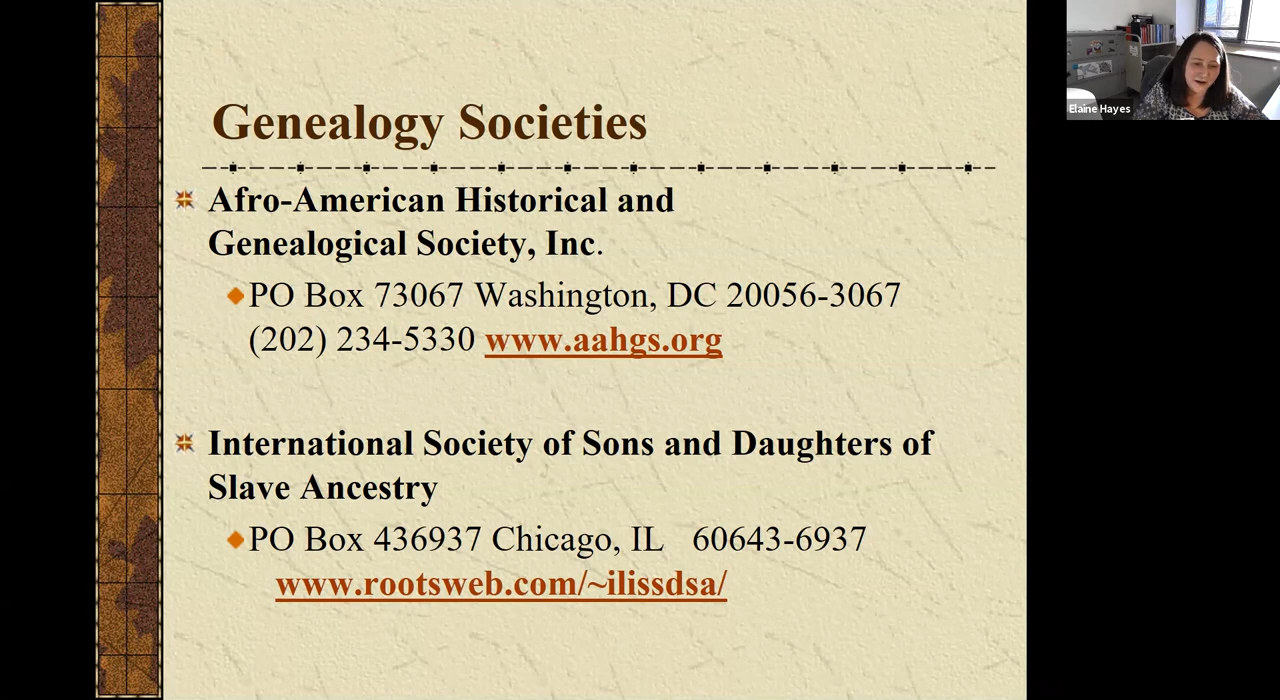 Genealogy Societies
Afro-American Historical and
Genealogical Society, Inc.
PO Box 73067 Washington, DC 20056-3067
(202) 234-5330 www.aahgs.org
International Society of Sons and Daughters of
Slave Ancestry
PO Box 436937 Chicago, IL   60643-6937
www.rootsweb.com/~ilissdsa/
Elaine Hayes